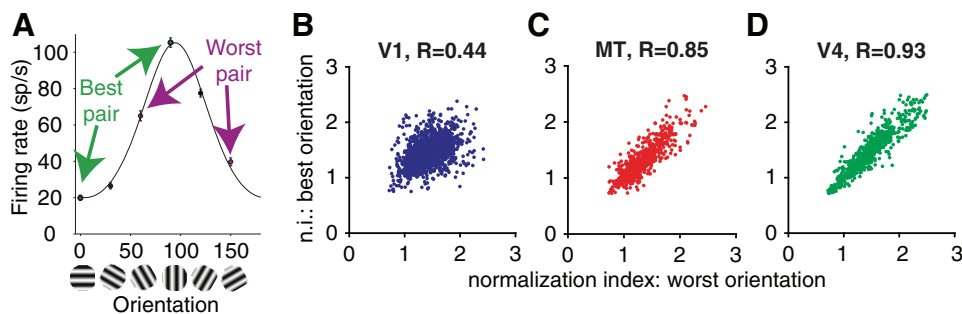 A
Firing rate (sp/s)
100
80
60
40
20
0
Best
pair
Worst
pair
0 50 100 150
Orientation
B
V1, R=0.44
n.i.: best orientation
3
2
1
0
0 1 2 3
C
MT, R=0.85
3
2
1
0
0 1 2 3
D
V4, R=0.93
3
2
1
0
0 1 2 3
normalization index: worst orientation